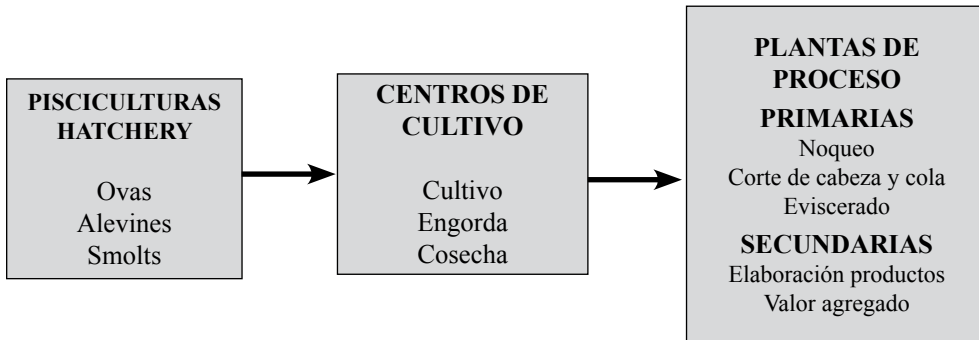 PISCICULTURAS
HATCHERY
Ovas
Alevines
Smolts
CENTROS DE
CULTIVO
Cultivo
Engorda
Cosecha
PLANTAS DE
PROCESO
PRIMARIAS
Noqueo
Corte de cabeza y cola
Eviscerado
SECUNDARIAS
Elaboración productos
Valor agregado